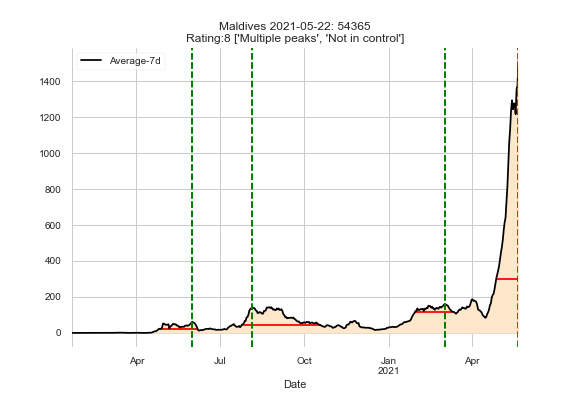 Maldives 2021-05-22: 54365
Rating:8 ['Multiple peaks', 'Not in control']
Average-7d
1400
1200
1000
800
600
400
200
0
Apr
Jul
Oct
Jan
2021
Apr
Date